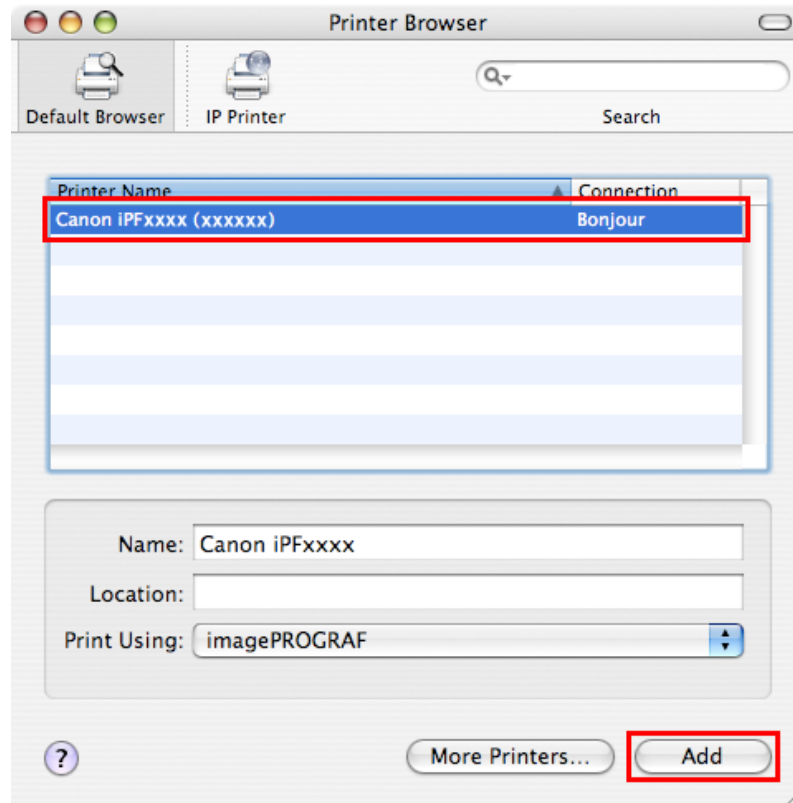 Printer Browser
Default Browser IP Printer Search
Printer Name Connection
Canon iPFxxxx (xxxxxx) Bonjour
Name: Canon iPFxxxx
Location:
Print Using: imagePROGRAF
? More Printers... Add